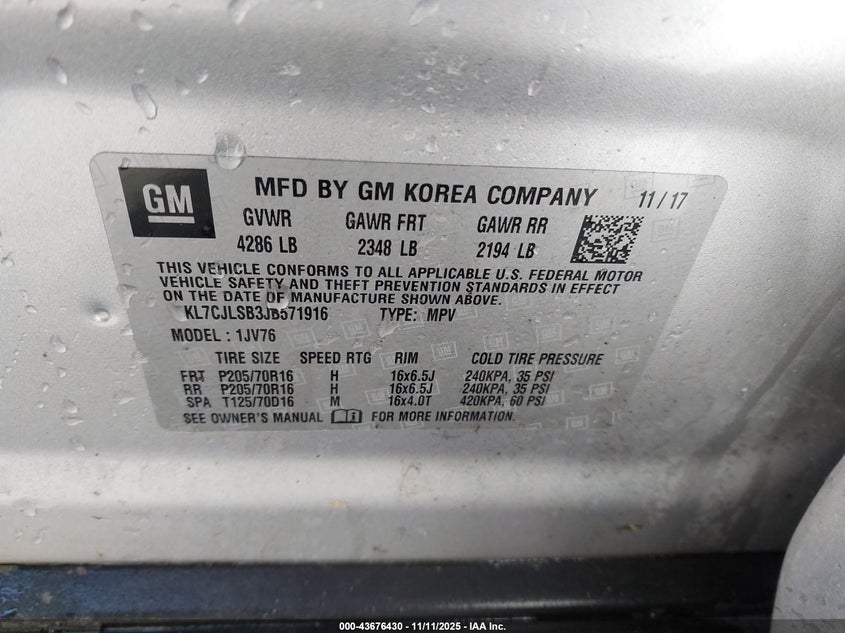 GM MFD BY GM KOREA COMPANY 11/17
GVWR GAWR FRT GAWR RR
4286 LB 2348 LB 2194 LB
THIS VEHICLE CONFORMS TO ALL APPLICABLE U.S. FEDERAL MOTOR
VEHICLE SAFETY AND THEFT PREVENTION STANDARDS IN EFFECT
ON THE DATE OF MANUFACTURE SHOWN ABOVE.
KL7CJLSB3JB571916 TYPE: MPV
MODEL: 1JV76
TIRE SIZE SPEED RTG RIM COLD TIRE PRESSURE
FRT P205/70R16 H 16x6.5J 240KPA, 35 PSI
RR P205/70R16 H 16x6.5J 240KPA, 35 PSI
SPA T125/70D16 M 16x4.0T 420KPA, 60 PSI
SEE OWNER'S MANUAL FOR MORE INFORMATION.
000-43676430 - 11/11/2025 - IAA Inc.